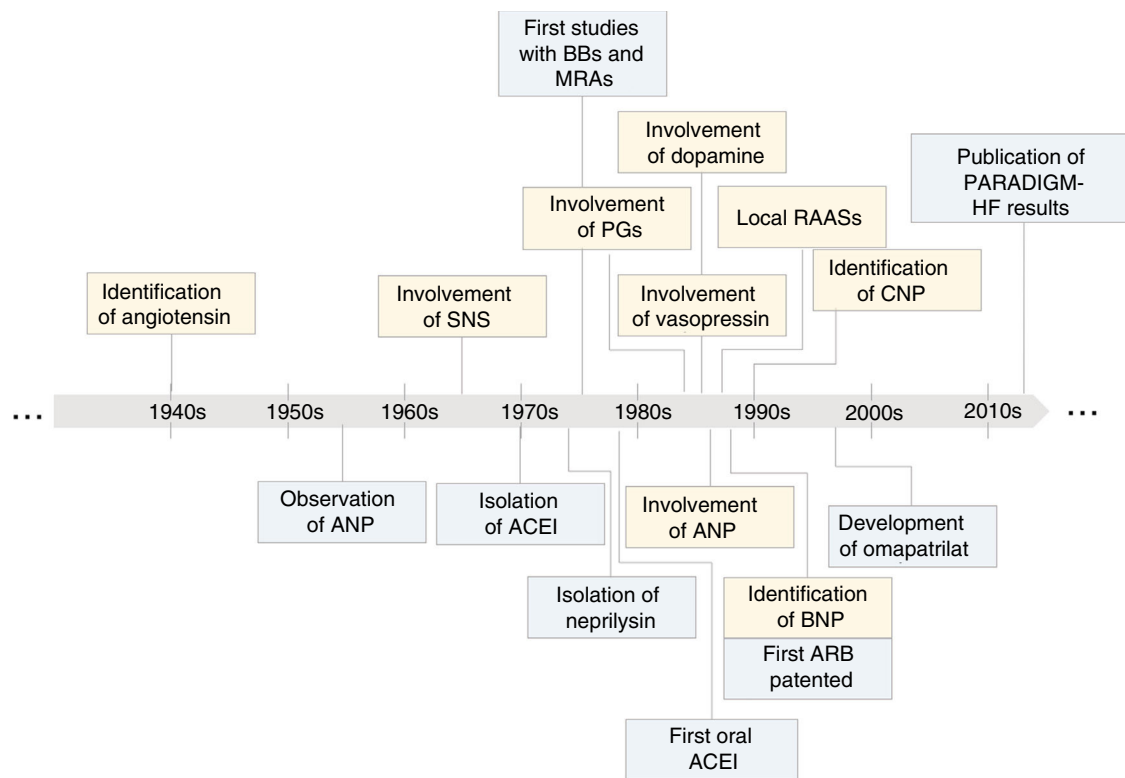 First studies
with BBs and
MRAs
Involvement
of dopamine
Publication of
PARADIGM-
HF results
Involvement
of PGs
Local RAASs
Identification
of angiotensin
Involvement
of SNS
Involvement
of vasopressin
Identification
of CNP
... 1940s 1950s 1960s 1970s 1980s 1990s 2000s 2010s ...
Observation
of ANP
Isolation
of ACEI
Involvement
of ANP
Development
of omapatrilat
Isolation of
neprilysin
Identification
of BNP
First ARB
patented
First oral
ACEI